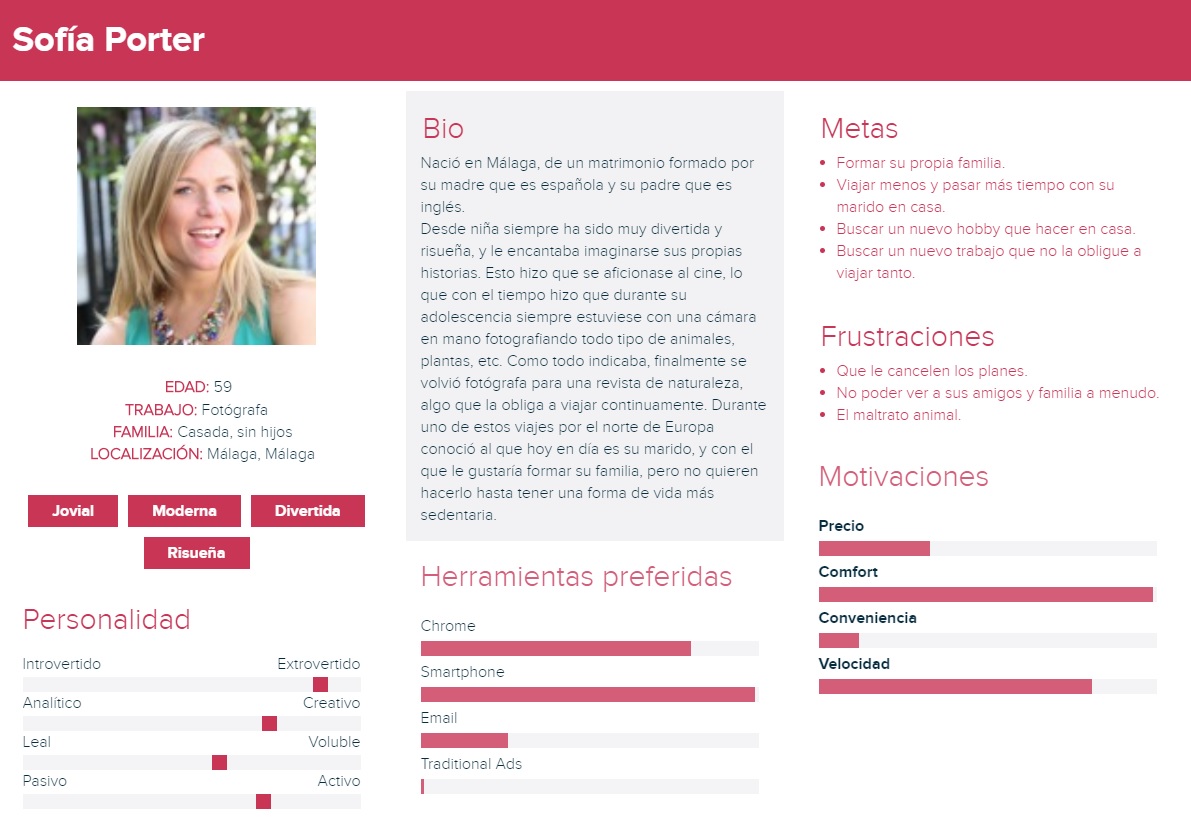 Sofía Porter
EDAD: 59
TRABAJO: Fotógrafa
FAMILIA: Casada, sin hijos
LOCALIZACIÓN: Málaga, Málaga
Jovial
Moderna
Divertida
Risueña
Personalidad
Introvertido Extrovertido
Analítico Creativo
Leal Voluble
Pasivo Activo
Bio
Nació en Málaga, de un matrimonio formado por
su madre que es española y su padre que es
inglés.
Desde niña siempre ha sido muy divertida y
risueña, y le encantaba imaginarse sus propias
historias. Esto hizo que se aficionase al cine, lo
que con el tiempo hizo que durante su
adolescencia siempre estuviese con una cámara
en mano fotografiando todo tipo de animales,
plantas, etc. Como todo indicaba, finalmente se
volvió fotógrafa para una revista de naturaleza,
algo que la obliga a viajar continuamente. Durante
uno de estos viajes por el norte de Europa
conoció al que hoy en día es su marido, y con el
que le gustaría formar su familia, pero no quieren
hacerlo hasta tener una forma de vida más
sedentaria.
Herramientas preferidas
Chrome
Smartphone
Email
Traditional Ads
Metas
Formar su propia familia.
Viajar menos y pasar más tiempo con su
marido en casa.
Buscar un nuevo hobby que hacer en casa.
Buscar un nuevo trabajo que no la obligue a
viajar tanto.
Frustraciones
Que le cancelen los planes.
No poder ver a sus amigos y familia a menudo.
El maltrato animal.
Motivaciones
Precio
Comfort
Conveniencia
Velocidad